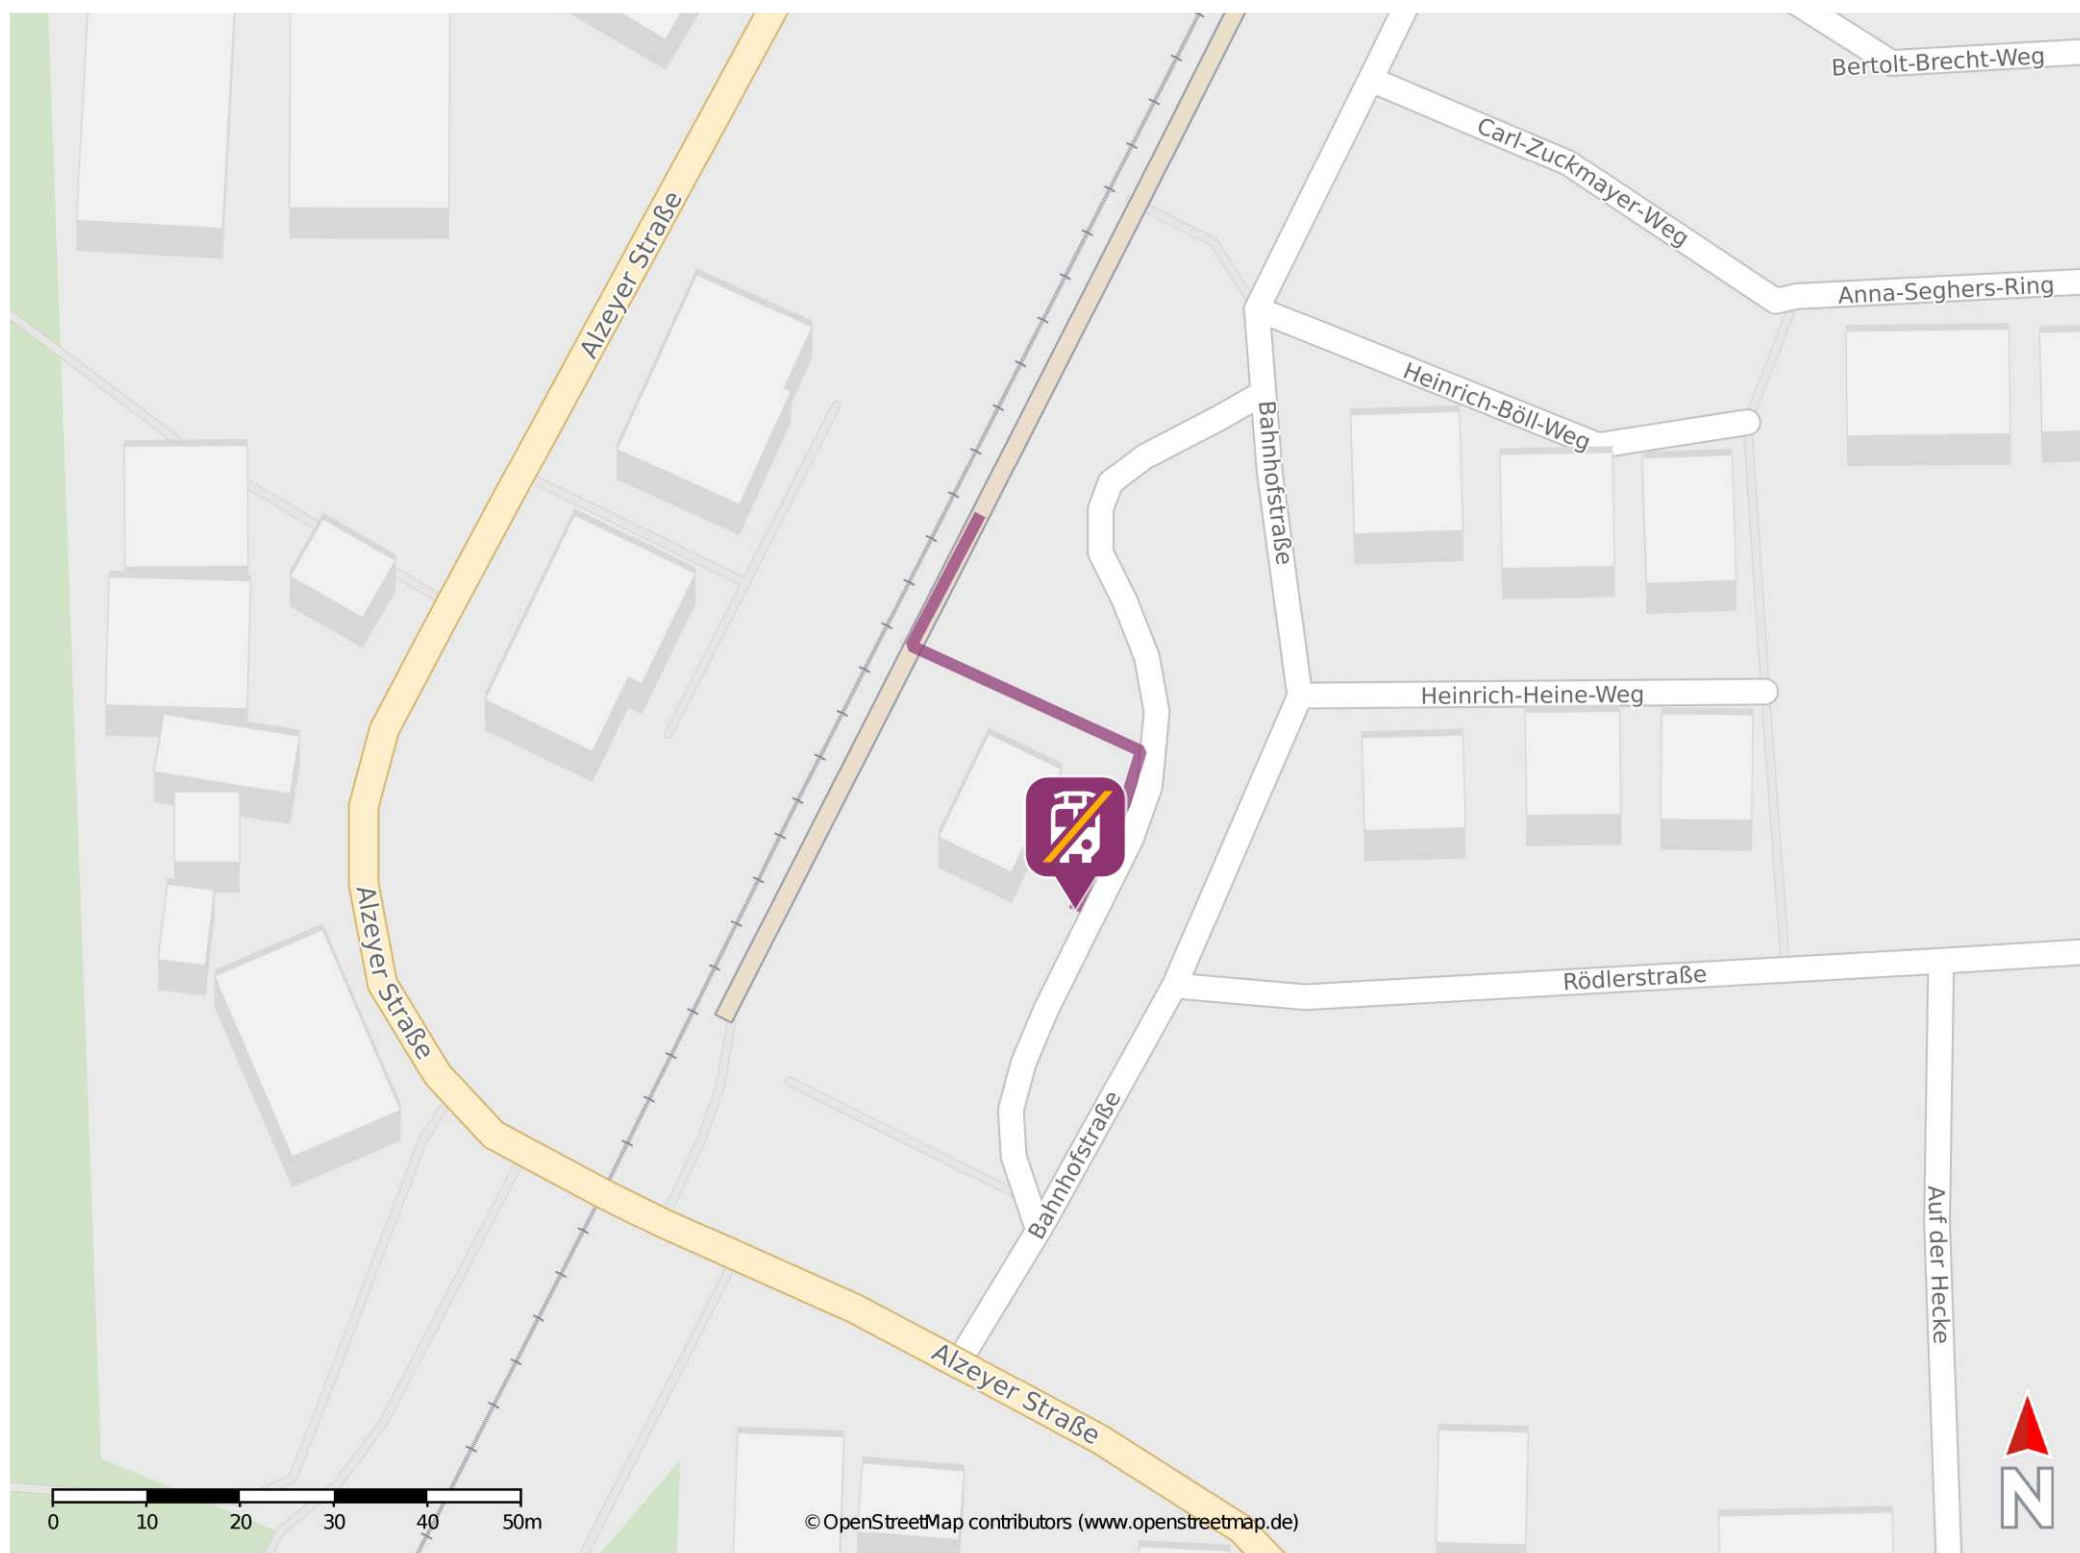 Bertolt-Brecht-Weg
Carl-Zuckmayer-Weg
Alzeyer Straße
Anna-Seghers-Ring
Heinrich-Böll-Weg
Bahnhofstraße
Heinrich-Heine-Weg
Alzeyer Straße
Rödlerstraße
Bahnhofstraße
Auf der Hecke
Alzeyer Straße
N
0 10 20 30 40 50m
© OpenStreetMap contributors (www.openstreetmap.de)